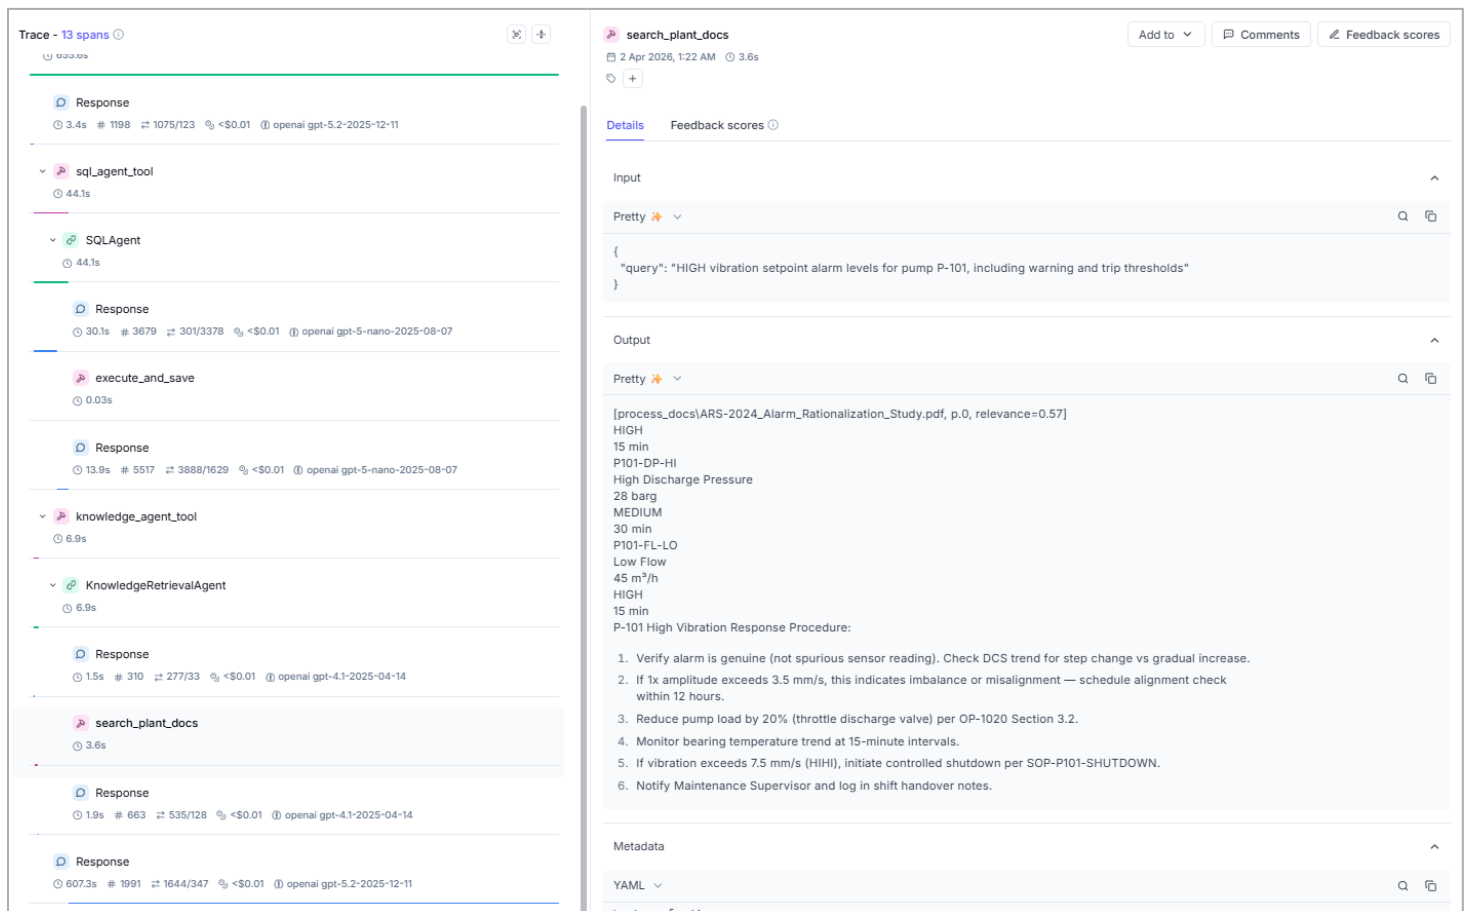 Trace - 13 spans
655.6s
Response
3.4s # 1198 1075/123 <$0.01 openai gpt-5.2-2025-12-11
sql_agent_tool
44.1s
SQLAgent
44.1s
Response
30.1s # 3679 301/3378 <$0.01 openai gpt-5-nano-2025-08-07
execute_and_save
0.03s
Response
13.9s # 5517 3888/1629 <$0.01 openai gpt-5-nano-2025-08-07
knowledge_agent_tool
6.9s
KnowledgeRetrievalAgent
6.9s
Response
1.5s # 310 277/33 <$0.01 openai gpt-4.1-2025-04-14
search_plant_docs
3.6s
Response
1.9s # 663 535/128 <$0.01 openai gpt-4.1-2025-04-14
Response
607.3s # 1991 1644/347 <$0.01 openai gpt-5.2-2025-12-11
search_plant_docs
Add to
Comments
Feedback scores
2 Apr 2026, 1:22 AM 3.6s
Details
Feedback scores
Input
Pretty
{
"query": "HIGH vibration setpoint alarm levels for pump P-101, including warning and trip thresholds"
}
Output
Pretty
[process_docs\ARS-2024_Alarm_Rationalization_Study.pdf, p.0, relevance=0.57]
HIGH
15 min
P101-DP-HI
High Discharge Pressure
28 barg
MEDIUM
30 min
P101-FL-LO
Low Flow
45 m³/h
HIGH
15 min
P-101 High Vibration Response Procedure:
1. Verify alarm is genuine (not spurious sensor reading). Check DCS trend for step change vs gradual increase.
2. If 1x amplitude exceeds 3.5 mm/s, this indicates imbalance or misalignment — schedule alignment check
within 12 hours.
3. Reduce pump load by 20% (throttle discharge valve) per OP-1020 Section 3.2.
4. Monitor bearing temperature trend at 15-minute intervals.
5. If vibration exceeds 7.5 mm/s (HIHI), initiate controlled shutdown per SOP-P101-SHUTDOWN.
6. Notify Maintenance Supervisor and log in shift handover notes.
Metadata
YAML